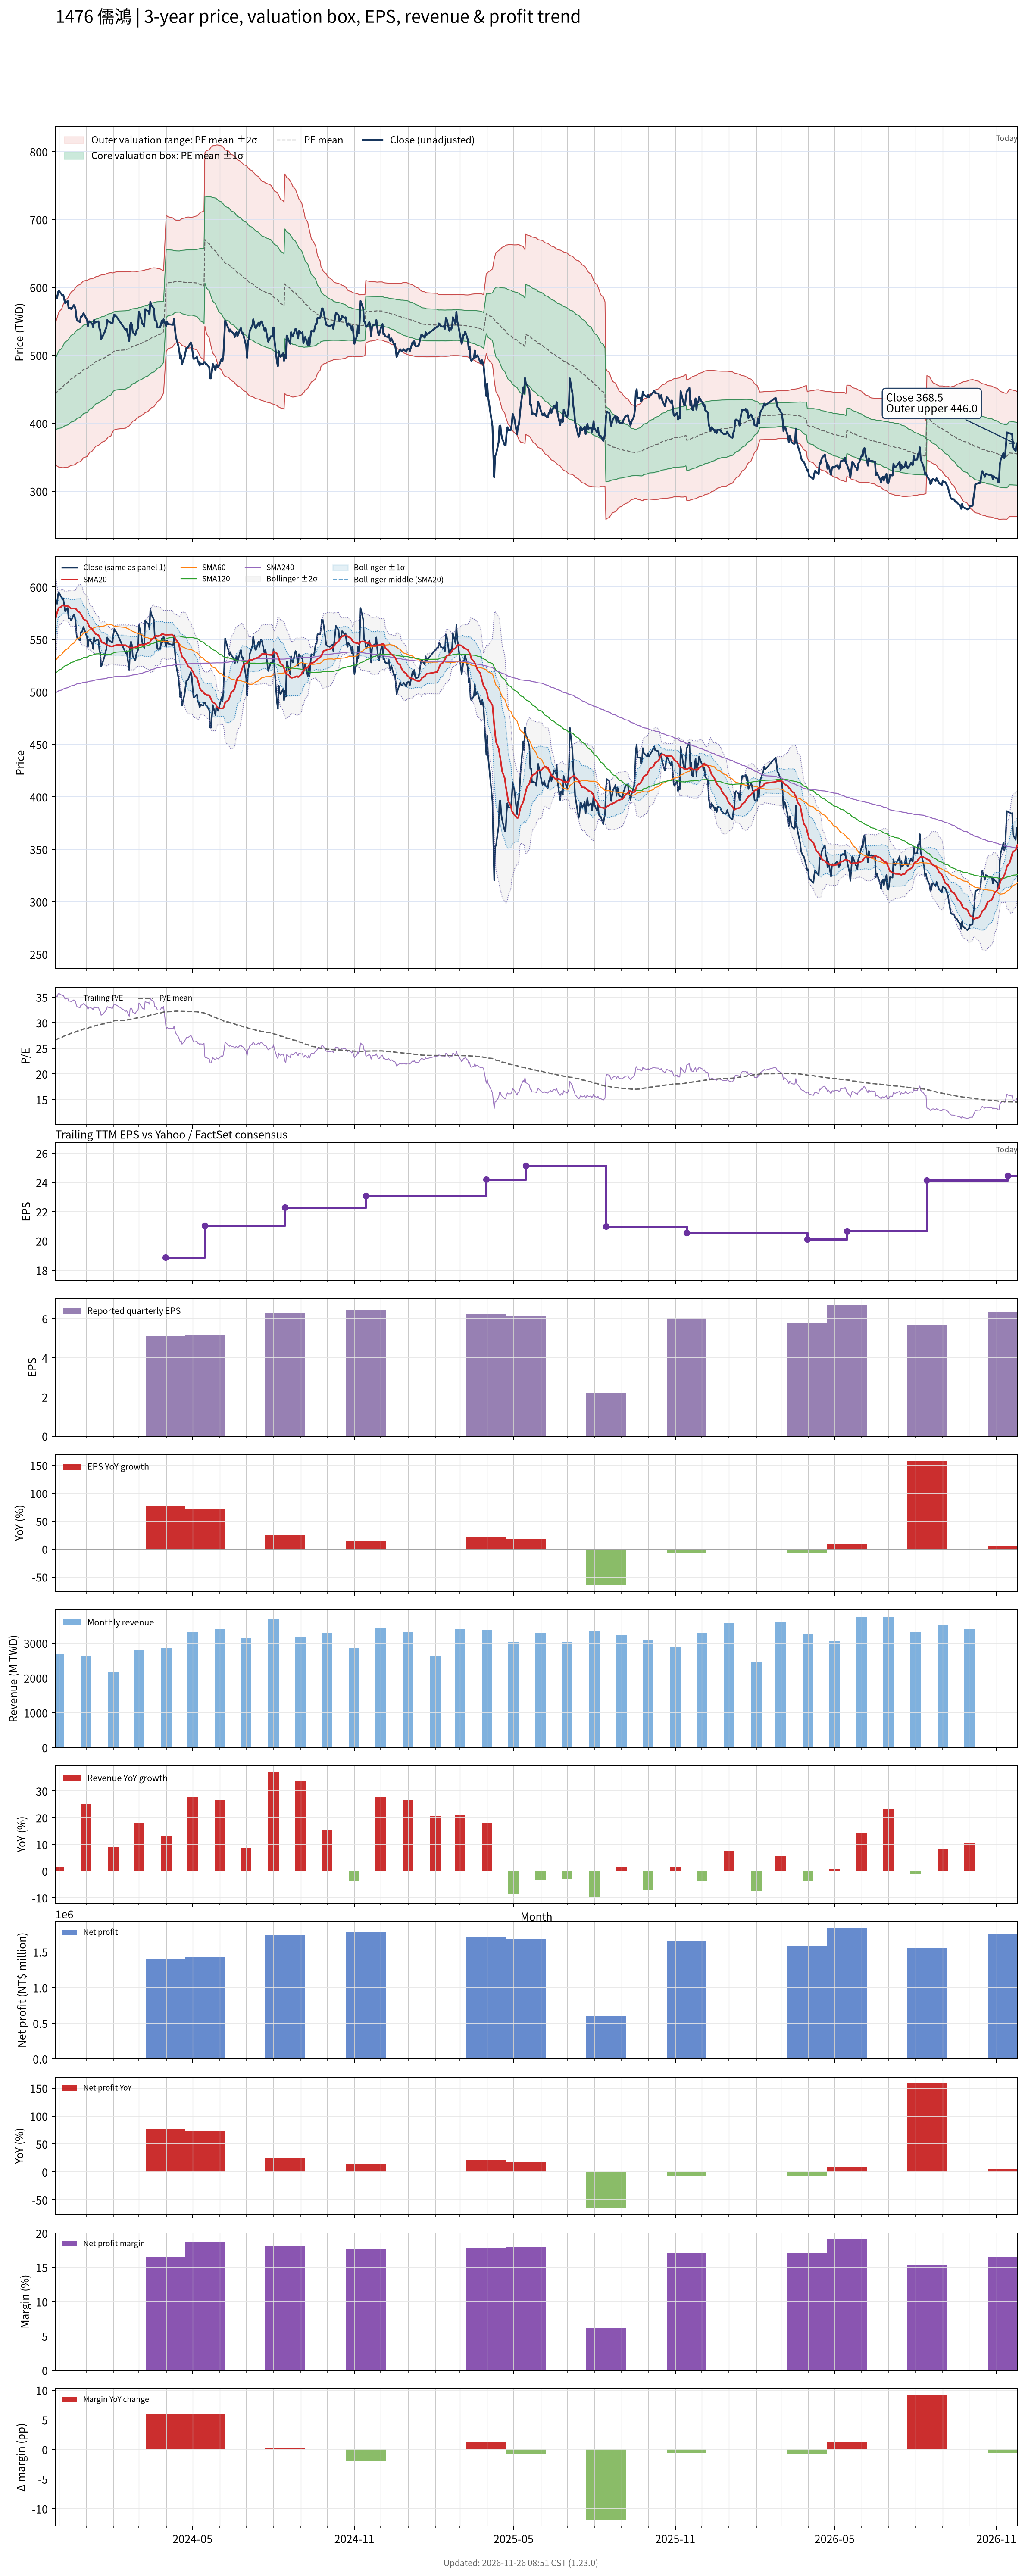 1476 儒鴻 | 3-year price, valuation box, EPS, revenue & profit trend
Outer valuation range: PE mean ±2σ
PE mean
Close (unadjusted)
Core valuation box: PE mean ±1σ
Today
800
700
600
500
400
300
Price (TWD)
Close 368.5
Outer upper 446.0
Close (same as panel 1)
SMA60
SMA240
Bollinger ±1σ
SMA20
SMA120
Bollinger ±2σ
Bollinger middle (SMA20)
600
550
500
450
400
350
300
250
Price
Trailing P/E
P/E mean
35
30
25
20
15
P/E
Trailing TTM EPS vs Yahoo / FactSet consensus
Today
26
24
22
20
18
EPS
Reported quarterly EPS
6
4
2
0
EPS
EPS YoY growth
150
100
50
0
-50
YoY (%)
Monthly revenue
3000
2000
1000
0
Revenue (M TWD)
Revenue YoY growth
30
20
10
0
-10
YoY (%)
Month
1e6
Net profit
1.5
1.0
0.5
0.0
Net profit (NT$ million)
Net profit YoY
150
100
50
0
-50
YoY (%)
Net profit margin
20
15
10
5
0
Margin (%)
Margin YoY change
10
5
0
-5
-10
Δ margin (pp)
2024-05
2024-11
2025-05
2025-11
2026-05
2026-11
Updated: 2026-11-26 08:51 CST (1.23.0)